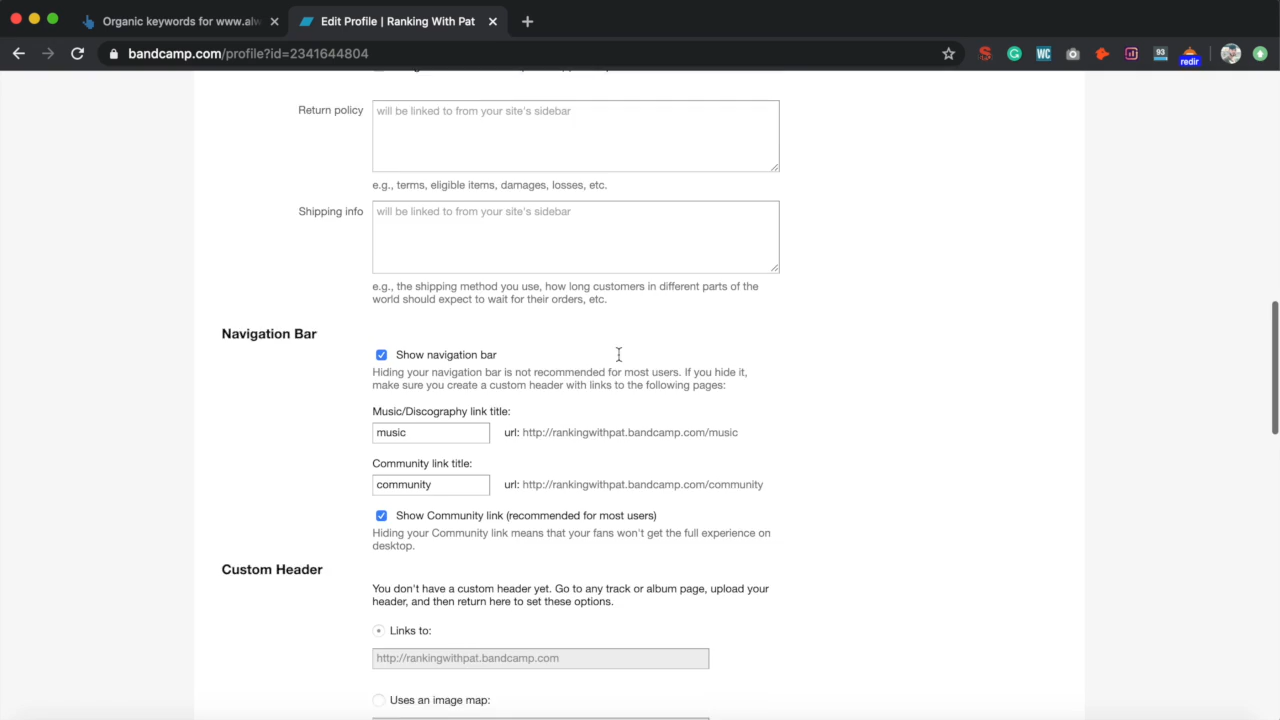 Organic keywords for www.alw
Edit Profile | Ranking With Pat
bandcamp.com/profile?id=2341644804
WC
93
redir
Return policy
will be linked to from your site's sidebar
e.g., terms, eligible items, damages, losses, etc.
Shipping info
will be linked to from your site's sidebar
e.g., the shipping method you use, how long customers in different parts of the
world should expect to wait for their orders, etc.
Navigation Bar
Show navigation bar
Hiding your navigation bar is not recommended for most users. If you hide it,
make sure you create a custom header with links to the following pages:
Music/Discography link title:
music url: http://rankingwithpat.bandcamp.com/music
Community link title:
community url: http://rankingwithpat.bandcamp.com/community
Show Community link (recommended for most users)
Hiding your Community link means that your fans won't get the full experience on
desktop.
Custom Header
You don't have a custom header yet. Go to any track or album page, upload your
header, and then return here to set these options.
Links to:
http://rankingwithpat.bandcamp.com
Uses an image map: